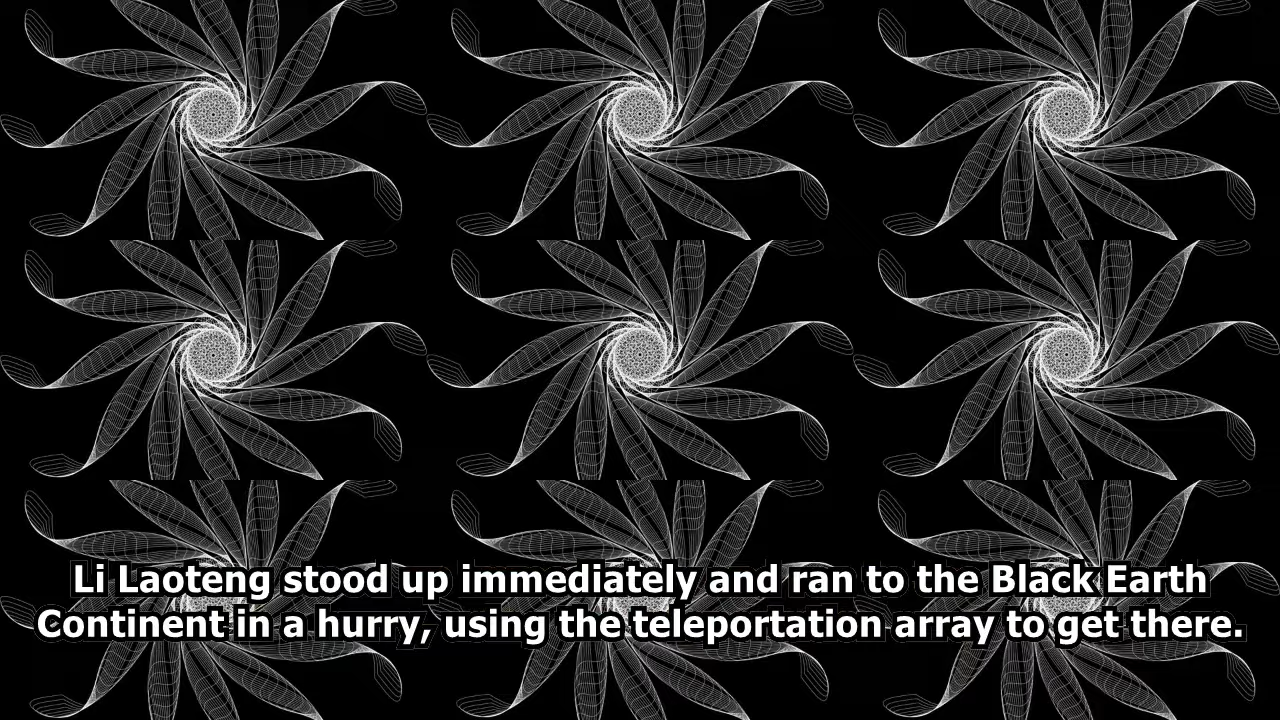 Li Laoteng stood up immediately and ran to the Black Earth
Continent in a hurry, using the teleportation array to get there.